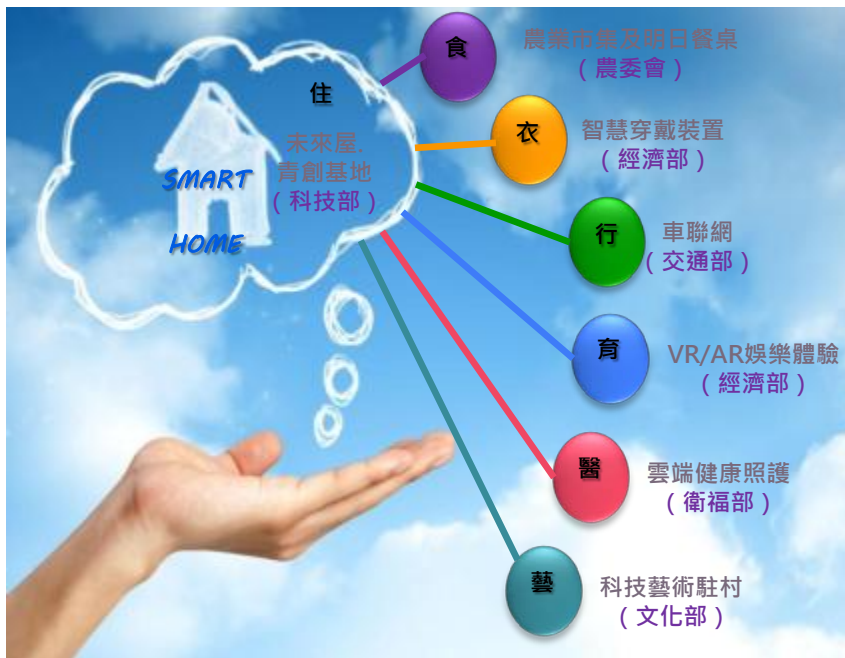 住
未來屋.
青創基地
(科技部)
SMART
HOME
食
農業市集及明日餐桌
(農委會)
衣
智慧穿戴裝置
(經濟部)
行
車聯網
(交通部)
育
VR/AR娛樂體驗
(經濟部)
醫
雲端健康照護
(衛福部)
藝
科技藝術駐村
(文化部)